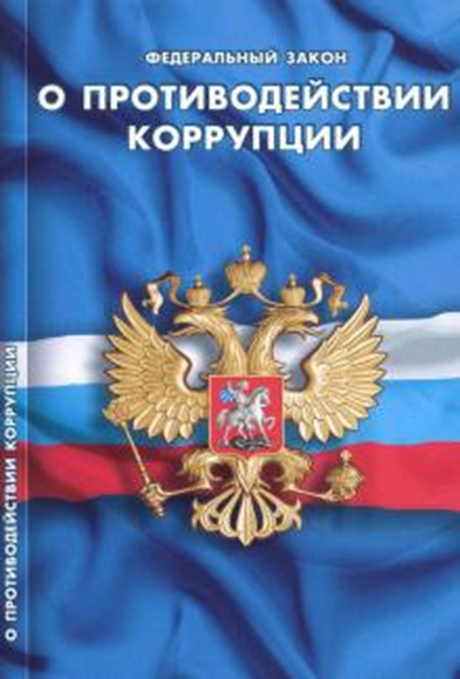 ФЕДЕРАЛЬНЫЙ ЗАКОН
О ПРОТИВОДЕЙСТВИИ
КОРРУПЦИИ
О ПРОТИВОДЕЙСТВИИ КОРРУПЦИИ